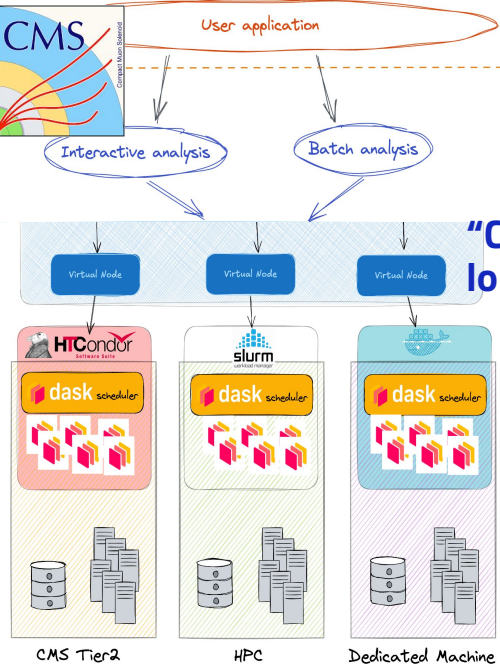 CMS
Compact Muon Solenoid
User application
Interactive analysis
Batch analysis
"C
lo
Virtual Node
Virtual Node
Virtual Node
HTCondor
Software Suite
slurm
workload manager
dask scheduler
dask scheduler
dask scheduler
CMS Tier2
HPC
Dedicated Machine